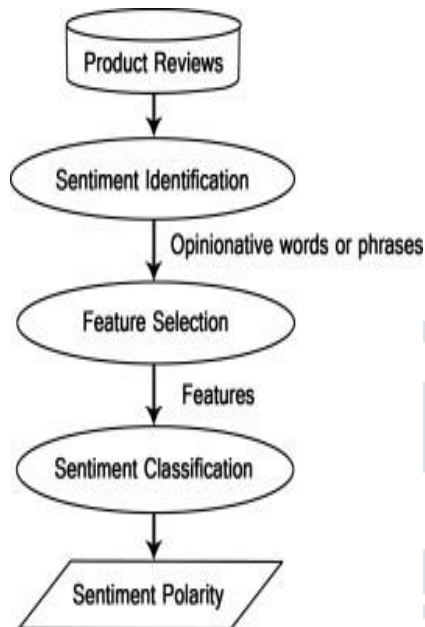 Product Reviews
Sentiment Identification
Opinionative words or phrases
Feature Selection
Features
Sentiment Classification
Sentiment Polarity